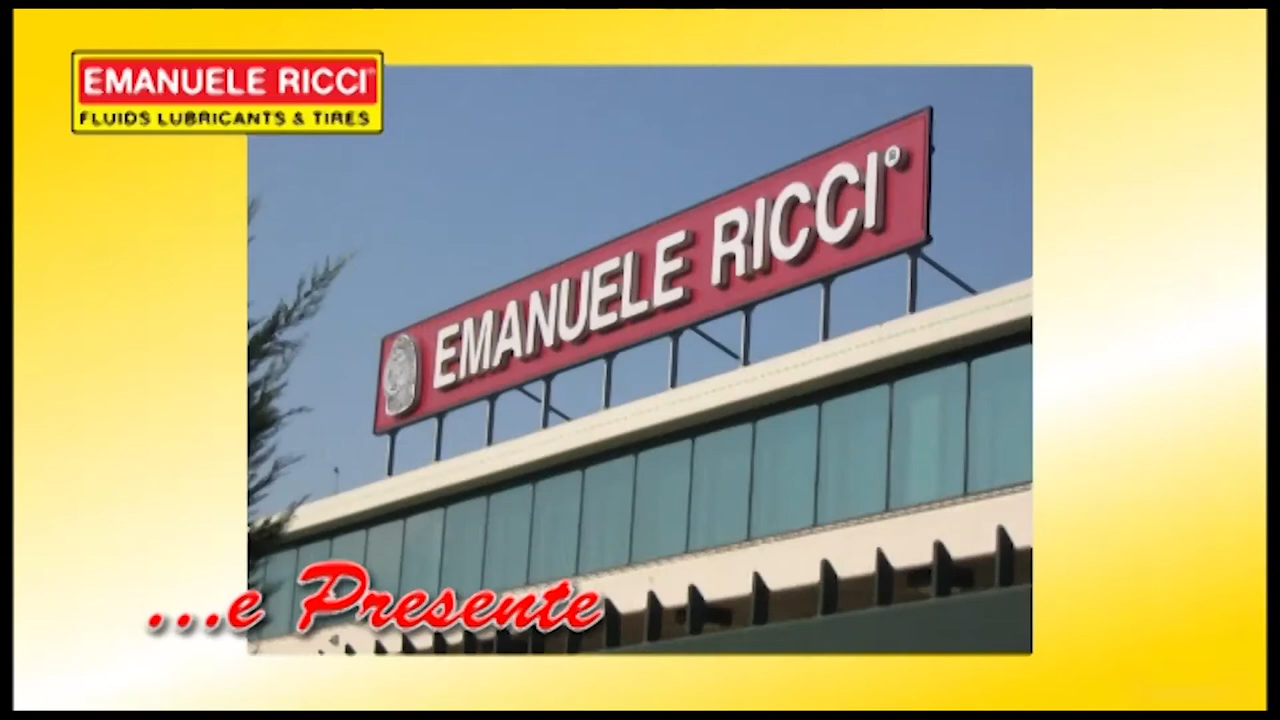 EMANUELE RICCI®
FLUIDS LUBRICANTS & TIRES
EMANUELE RICCI®
...e Presente